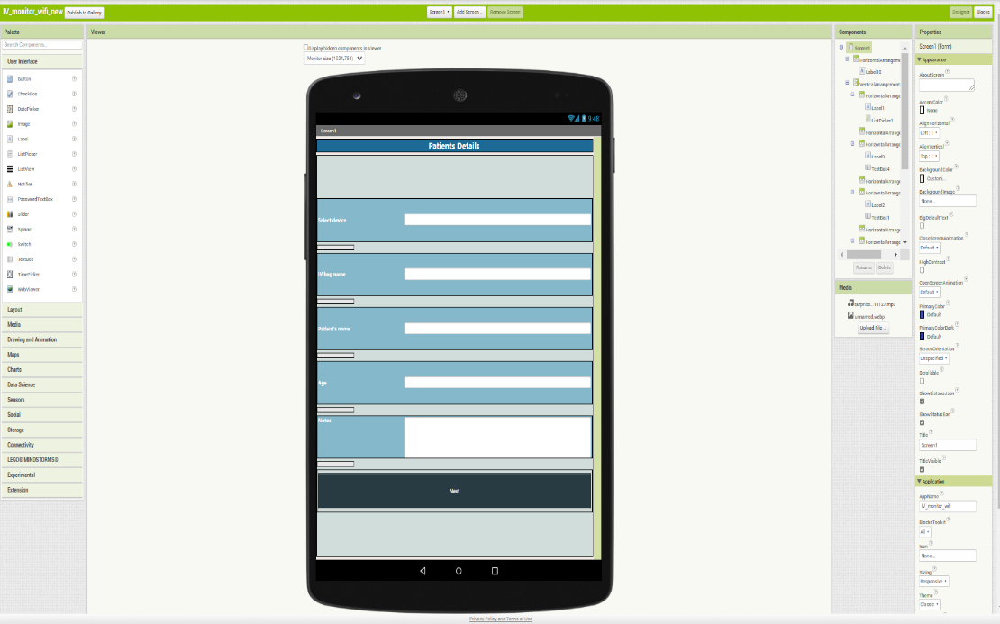 IV_monitor_wifi_new
Publish to Gallery
Screen1
Add Screen ...
Remove Screen
Designer
Blocks
Palette
Search Components...
User Interface
Button
CheckBox
DatePicker
Image
Label
ListPicker
ListView
Notifier
PasswordTextBox
Slider
Spinner
Switch
TextBox
TimePicker
WebViewer
Layout
Media
Drawing and Animation
Maps
Charts
Data Science
Sensors
Social
Storage
Connectivity
LEGO® MINDSTORMS®
Experimental
Extension
Viewer
Display hidden components in Viewer
Monitor size (1024,768)
9:48
Screen1
Patients Details
Select device
IV bag name
Patient's name
Age
Notes
Next
Components
Screen1
HorizontalArrangeme
Label10
VerticalArrangement
HorizontalArrange
Label1
ListPicker1
HorizontalArrange
HorizontalArrange
Label3
TextBox4
HorizontalArrange
HorizontalArrange
Label2
TextBox1
HorizontalArrange
HorizontalArrange
Rename
Delete
Media
unnamed.webp
Upload File ...
Properties
Screen1 (Form)
Appearance
AboutScreen
AccentColor
None
AlignHorizontal
Left : 1
AlignVertical
Top : 1
BackgroundColor
Custom...
BackgroundImage
None...
BigDefaultText
CloseScreenAnimation
Default
HighContrast
OpenScreenAnimation
Default
PrimaryColor
Default
PrimaryColorDark
Default
ScreenOrientation
Unspecified
Scrollable
ShowListsAsJson
ShowStatusBar
Title
Screen1
TitleVisible
Application
AppName
IV_monitor_wifi
BlocksToolkit
All
Icon
None...
Sizing
Responsive
Theme
Classic
Privacy Policy and Terms of Use